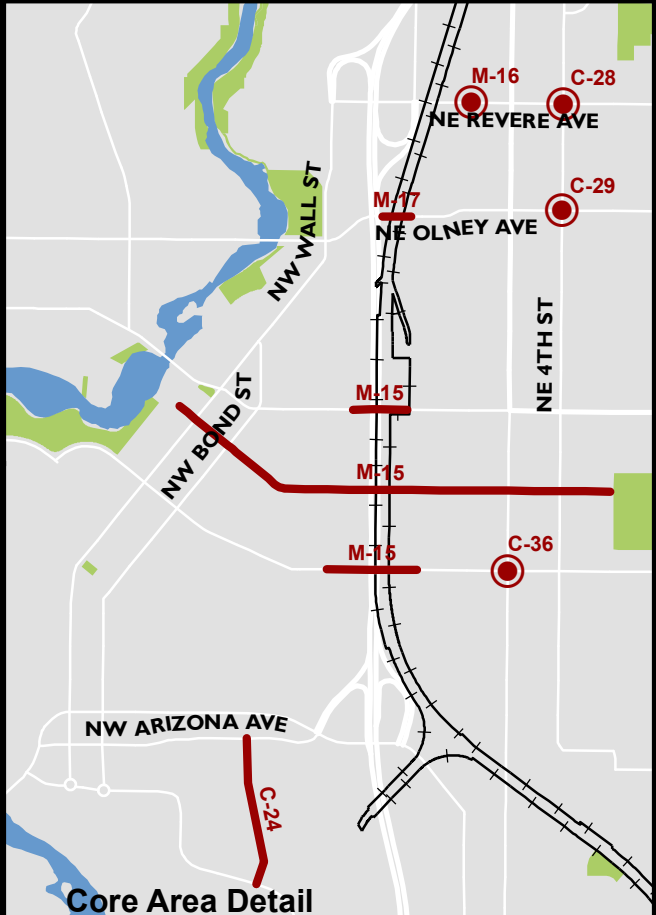 M-16
C-28
NE REVERE AVE
C-29
M-17
NE OLNEY AVE
NW WALL ST
NE 4TH ST
M-15
NW BOND ST
M-15
M-15
C-36
NW ARIZONA AVE
C-24
Core Area Detail